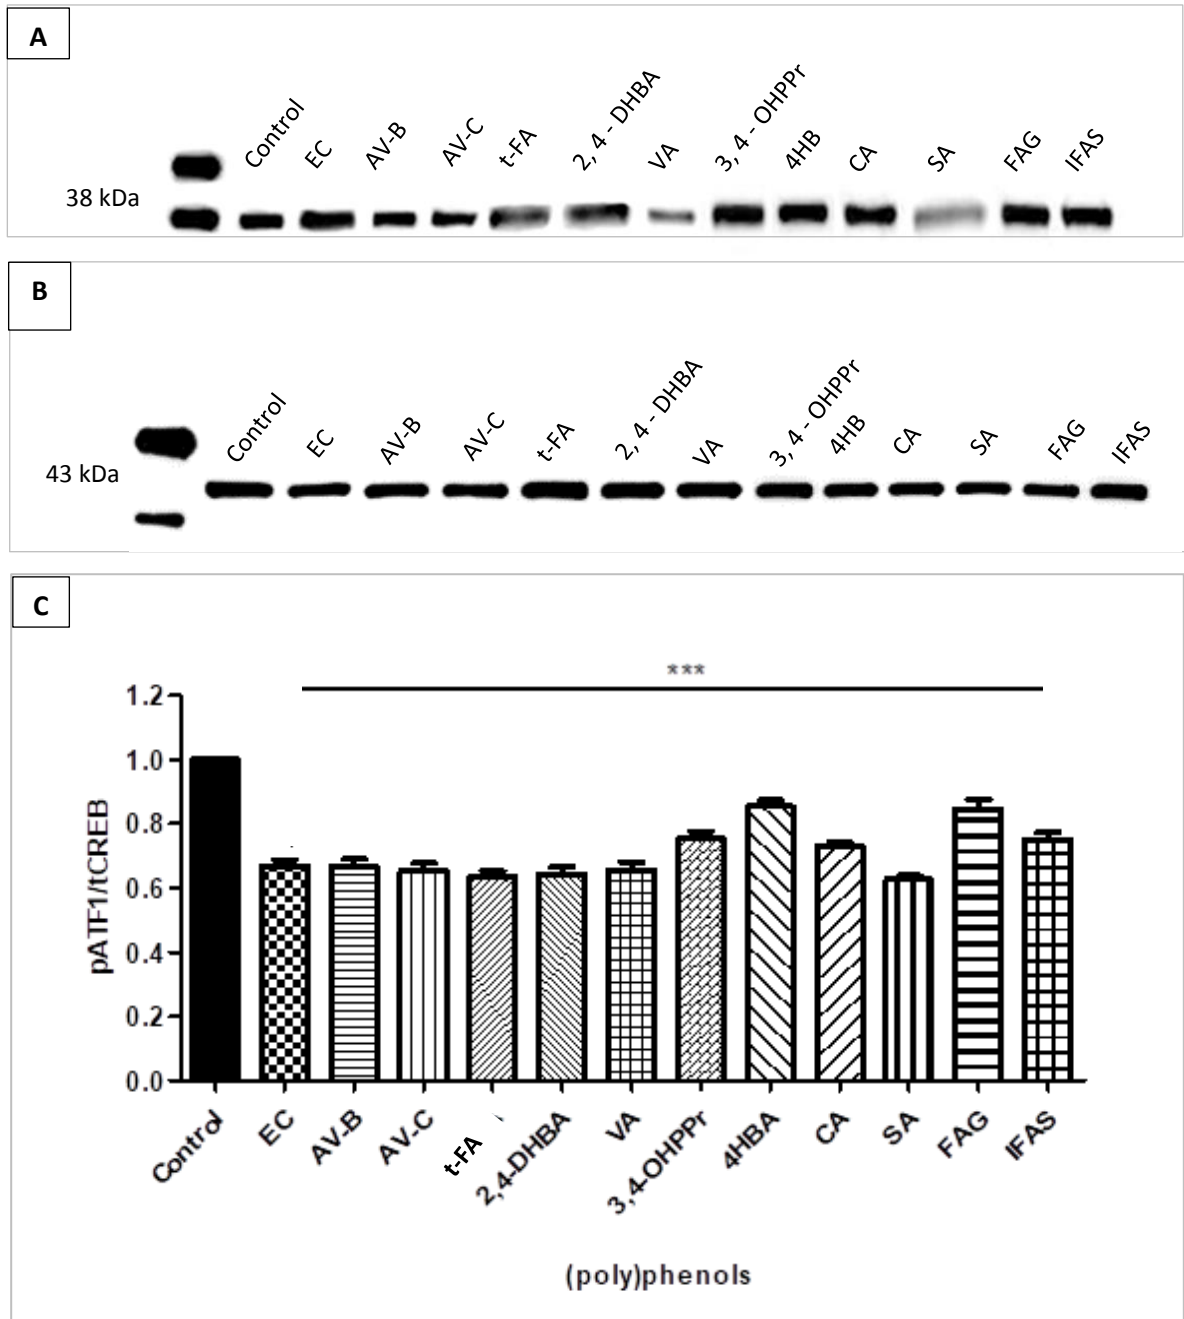 A
Control EC AV-B AV-C t-FA 2, 4 - DHBA VA 3, 4 - OHPPr 4HB CA SA FAG IFAS
38 kDa
B
Control EC AV-B AV-C t-FA 2, 4 - DHBA VA 3, 4 - OHPPr 4HB CA SA FAG IFAS
43 kDa
C
***
1.2
1.0
0.8
0.6
0.4
0.2
0.0
pATF1/tCREB
Control EC AV-B AV-C t-FA 2,4-DHBA VA 3,4-OHPPr 4HBA CA SA FAG IFAS
(poly)phenols